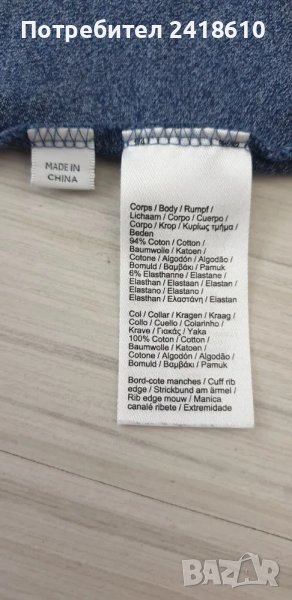 Потребител 2418610
MADE IN
CHINA
Corps / Body / Rumpf /
Lichaam / Corpo / Cuerpo /
Corpo / Krop / Κυρίως τμήμα /
Beden
94% Coton / Cotton /
Baumwolle / Katoen /
Cotone / Algodón / Algodão /
Bomuld / Βαμβάκι / Pamuk
6% Elasthanne / Elastane /
Elasthan / Elastaan / Elastan /
Elastano / Elastano /
Elasthan / Ελαστάνη / Elastan
Col / Collar / Kragen / Kraag /
Collo / Cuello / Colarinho /
Krave / Γιακάς / Yaka
100% Coton / Cotton /
Baumwolle / Katoen /
Cotone / Algodón / Algodão /
Bomuld / Βαμβάκι / Pamuk
Bord-cote manches / Cuff rib
edge / Strickbund am ärmel /
Rib edge mouw / Manica
canalé ribete / Extremidade
BAZAR